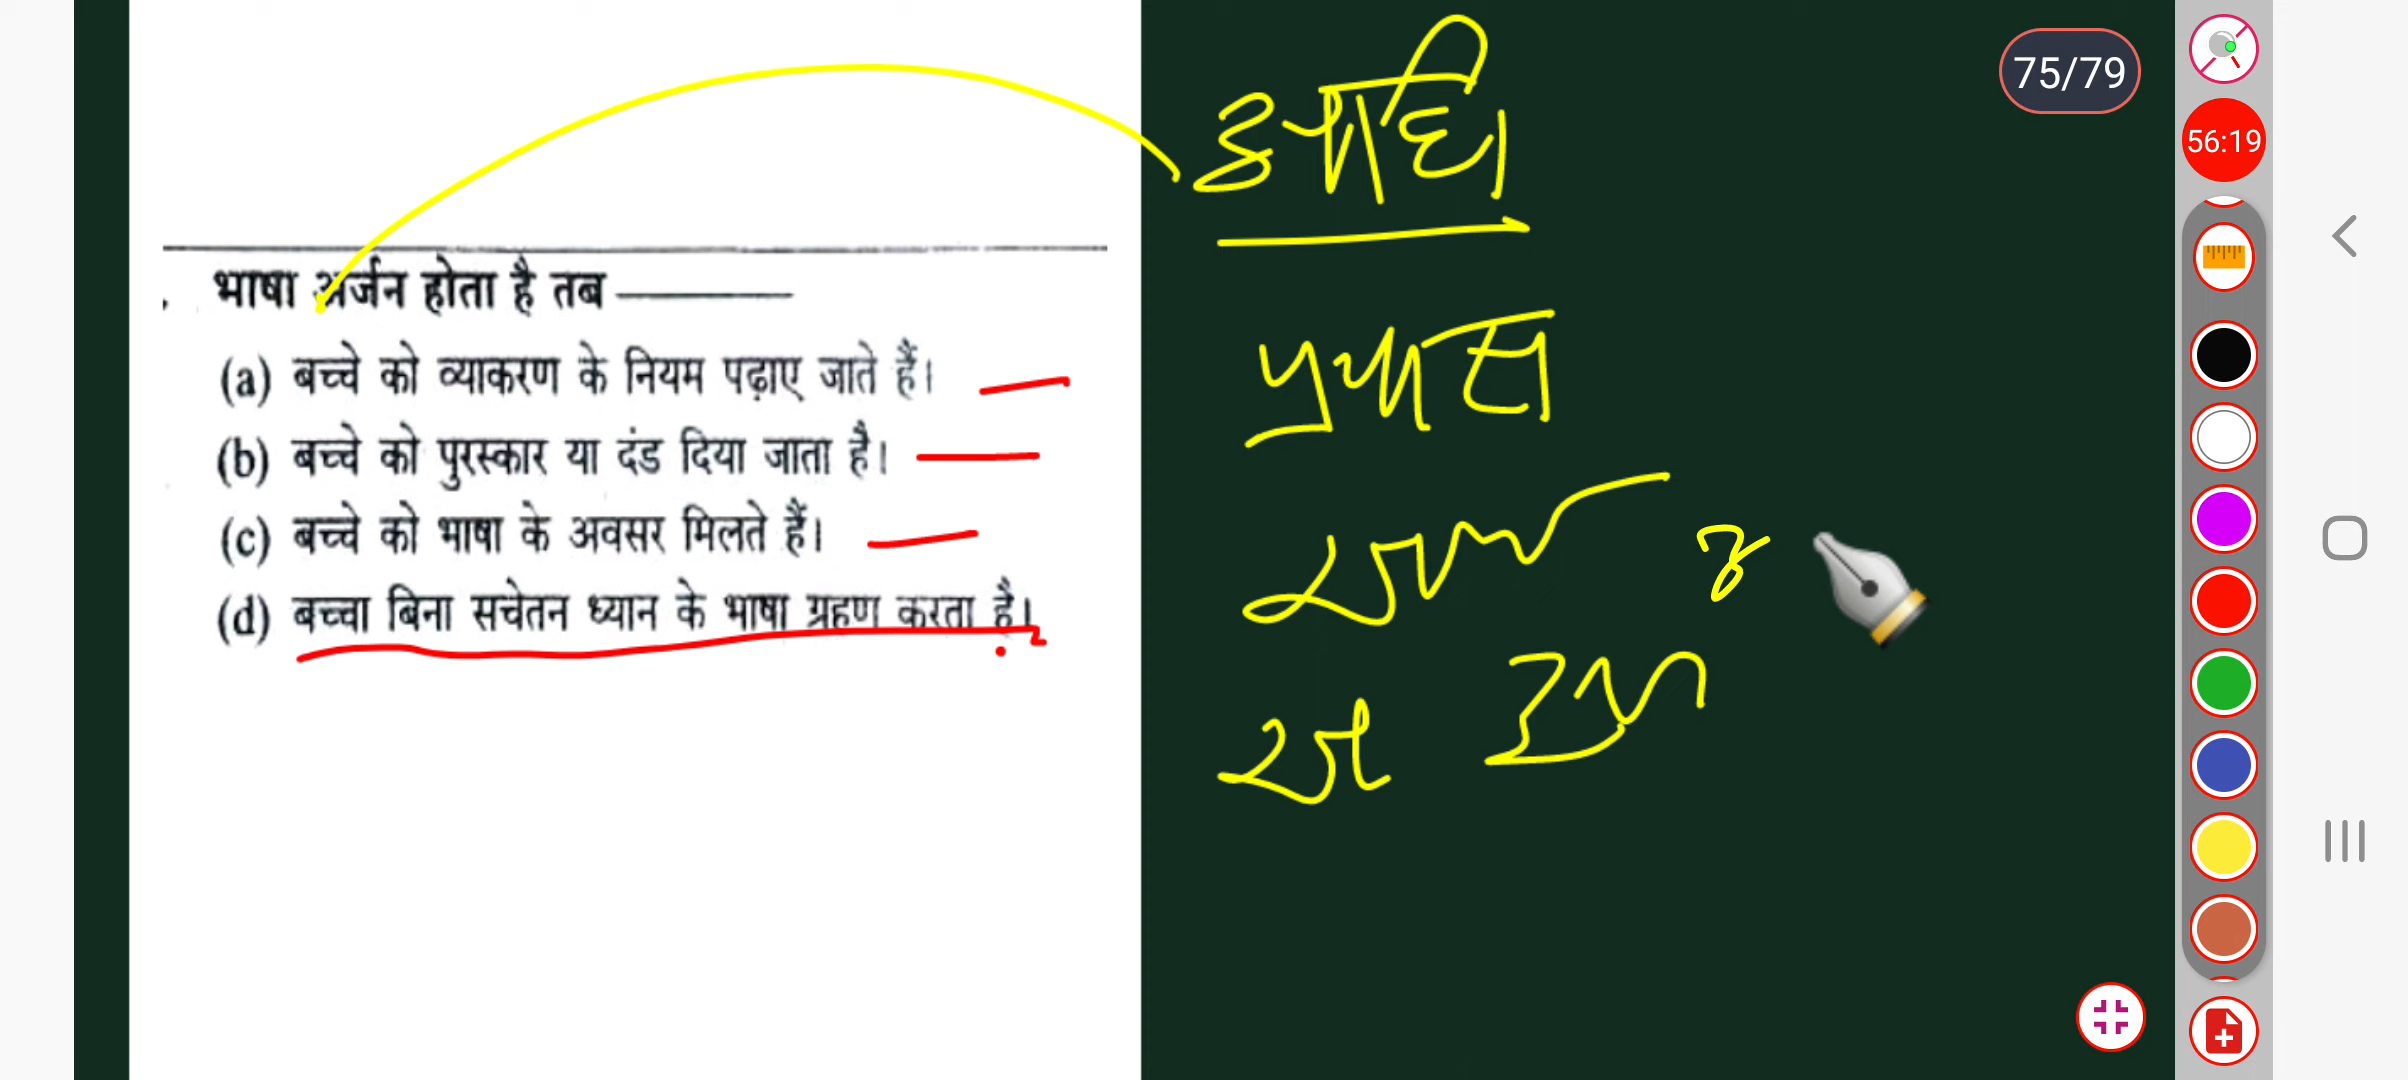 75/79
56:19
भाषा अर्जन होता है तब ————
(a) बच्चे को व्याकरण के नियम पढ़ाए जाते हैं।
(b) बच्चे को पुरस्कार या दंड दिया जाता है।
(c) बच्चे को भाषा के अवसर मिलते हैं।
(d) बच्चा बिना सचेतन ध्यान के भाषा ग्रहण करता है।
प्रयास